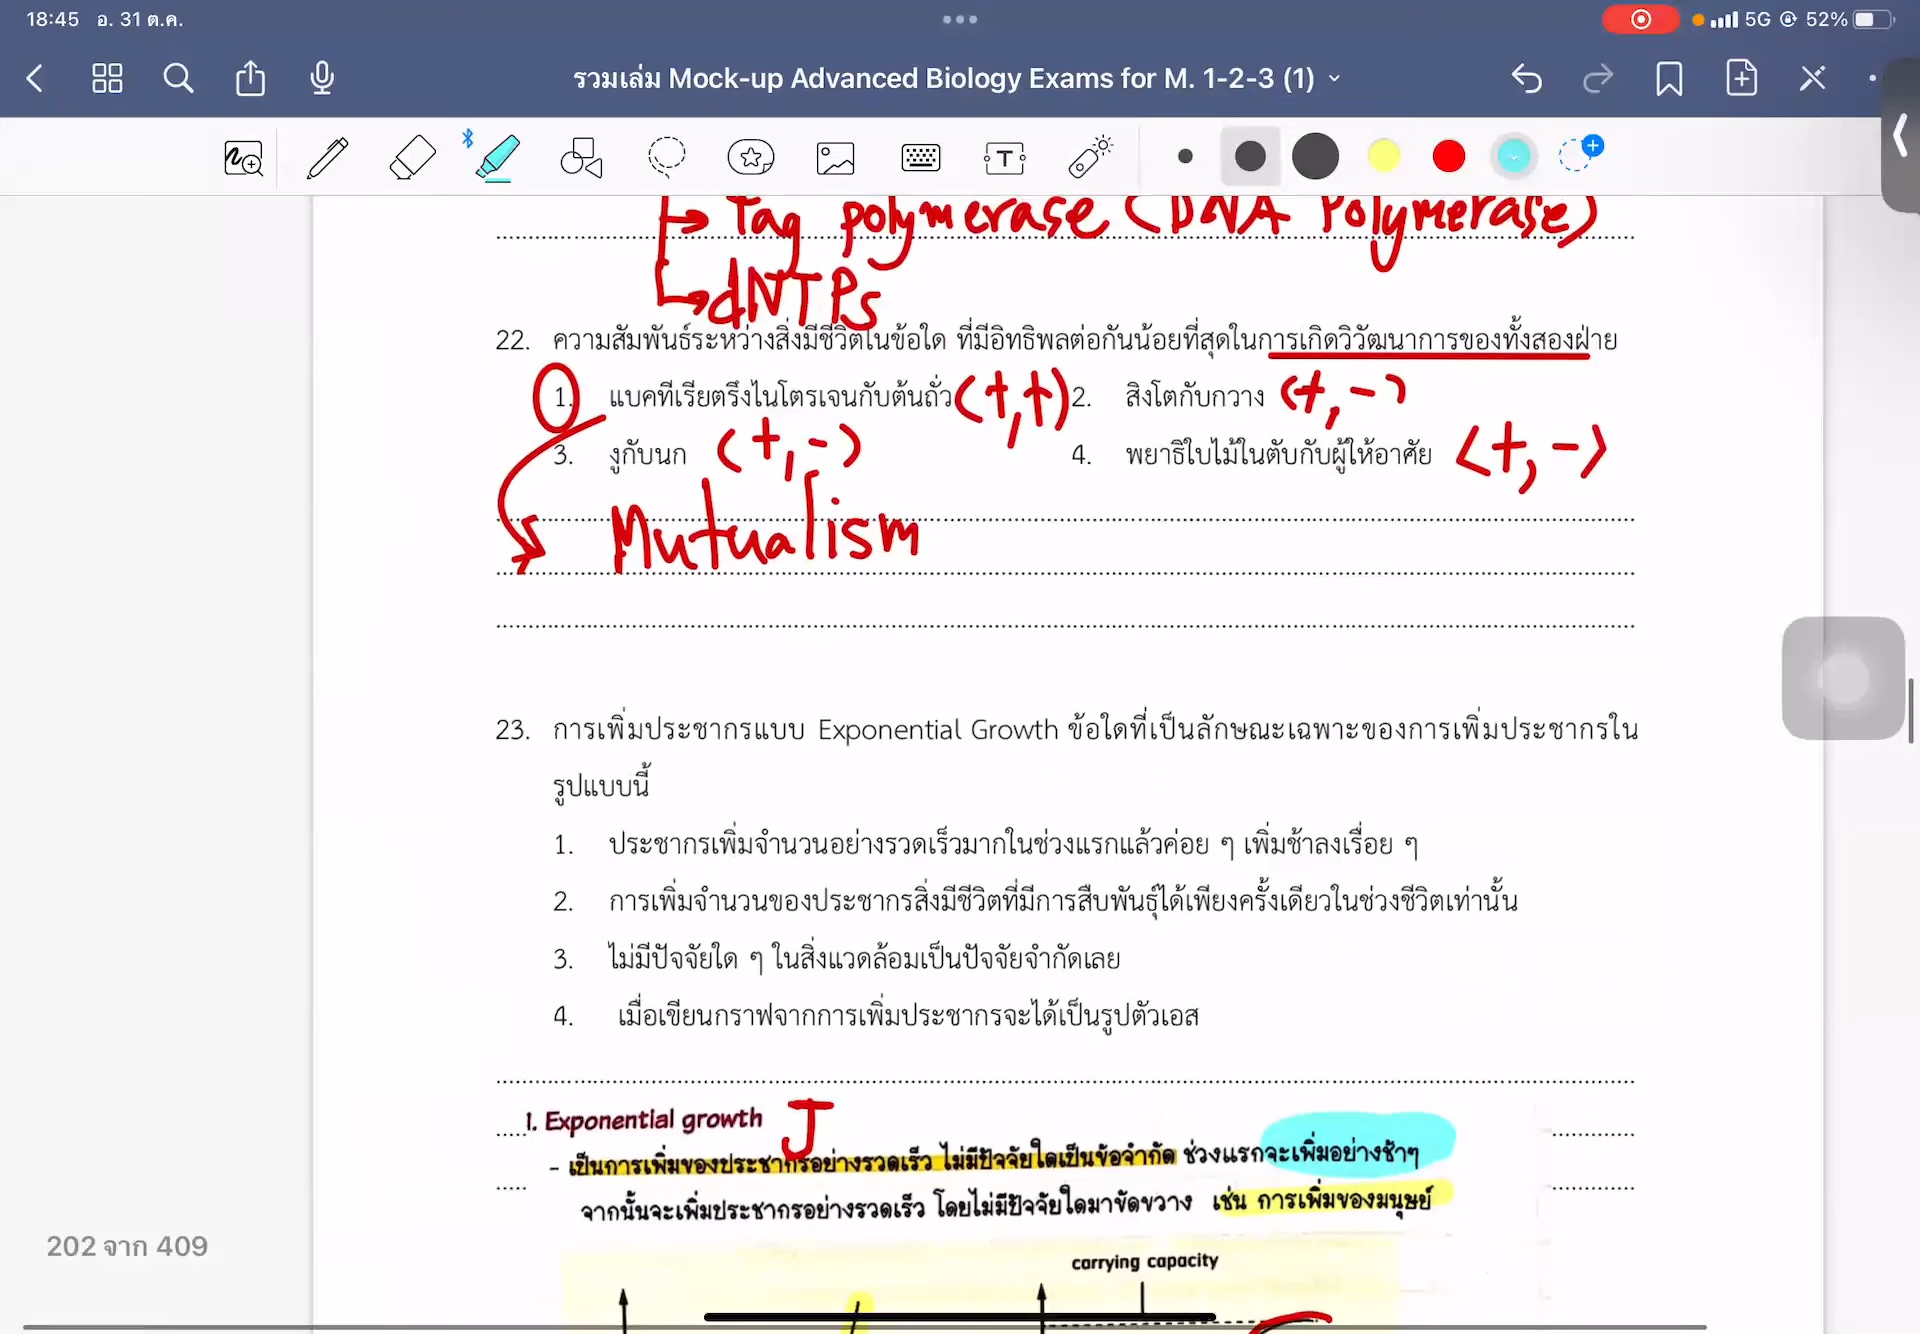 18:45 อ. 31 ต.ค.
5G 52%
รวมเล่ม Mock-up Advanced Biology Exams for M. 1-2-3 (1)
Taq polymerase (DNA Polymerase)
dNTPs
22. ความสัมพันธ์ระหว่างสิ่งมีชีวิตในข้อใด ที่มีอิทธิพลต่อกันน้อยที่สุดในการเกิดวิวัฒนาการของทั้งสองฝ่าย
1. แบคทีเรียตรึงไนโตรเจนกับต้นถั่ว (+,+) 2. สิงโตกับกวาง (+,-)
3. งูกับนก (+,-) 4. พยาธิใบไม้ในตับกับผู้ให้อาศัย (+,-)
Mutualism
23. การเพิ่มประชากรแบบ Exponential Growth ข้อใดที่เป็นลักษณะเฉพาะของการเพิ่มประชากรใน
รูปแบบนี้
1. ประชากรเพิ่มจำนวนอย่างรวดเร็วมากในช่วงแรกแล้วค่อย ๆ เพิ่มช้าลงเรื่อย ๆ
2. การเพิ่มจำนวนของประชากรสิ่งมีชีวิตที่มีการสืบพันธุ์ได้เพียงครั้งเดียวในช่วงชีวิตเท่านั้น
3. ไม่มีปัจจัยใด ๆ ในสิ่งแวดล้อมเป็นปัจจัยจำกัดเลย
4. เมื่อเขียนกราฟจากการเพิ่มประชากรจะได้เป็นรูปตัวเอส
1. Exponential growth J
- เป็นการเพิ่มของประชากรอย่างรวดเร็ว ไม่มีปัจจัยใดเป็นข้อจำกัด ช่วงแรกจะเพิ่มอย่างช้าๆ
จากนั้นจะเพิ่มประชากรอย่างรวดเร็ว โดยไม่มีปัจจัยใดมาขัดขวาง เช่น การเพิ่มของมนุษย์
carrying capacity
202 จาก 409